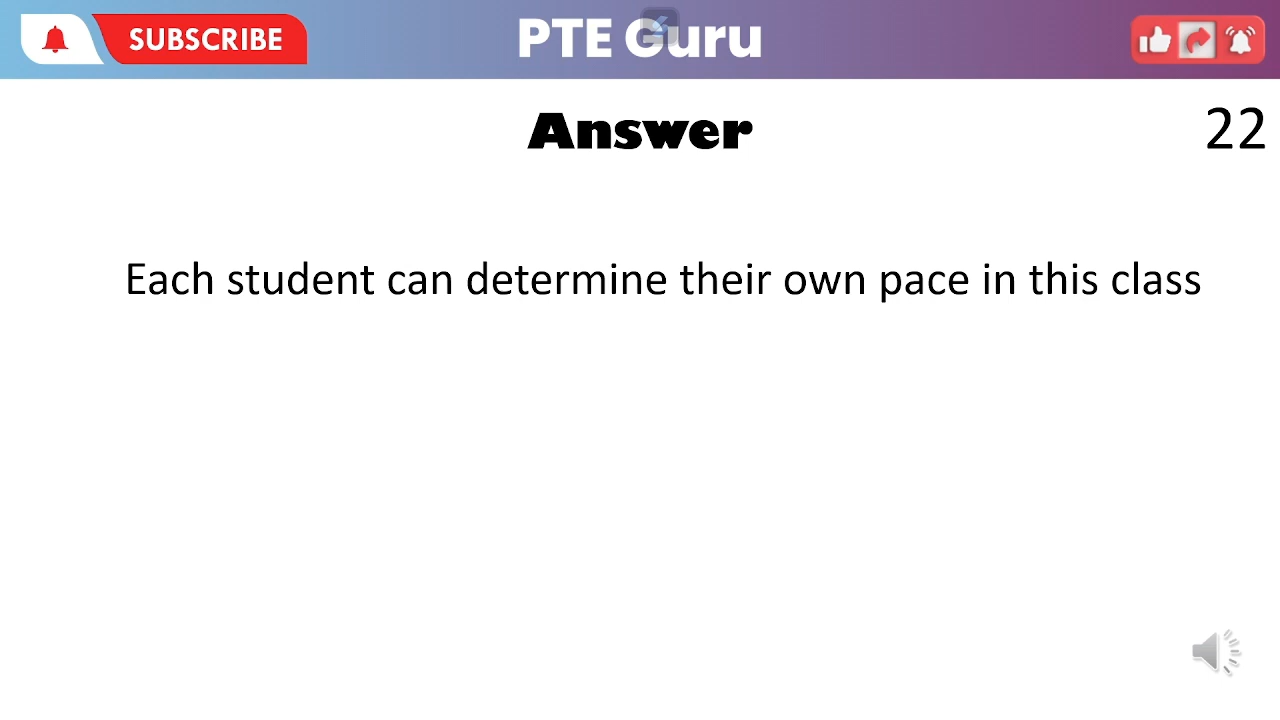 SUBSCRIBE
PTE Guru
Answer
22
Each student can determine their own pace in this class